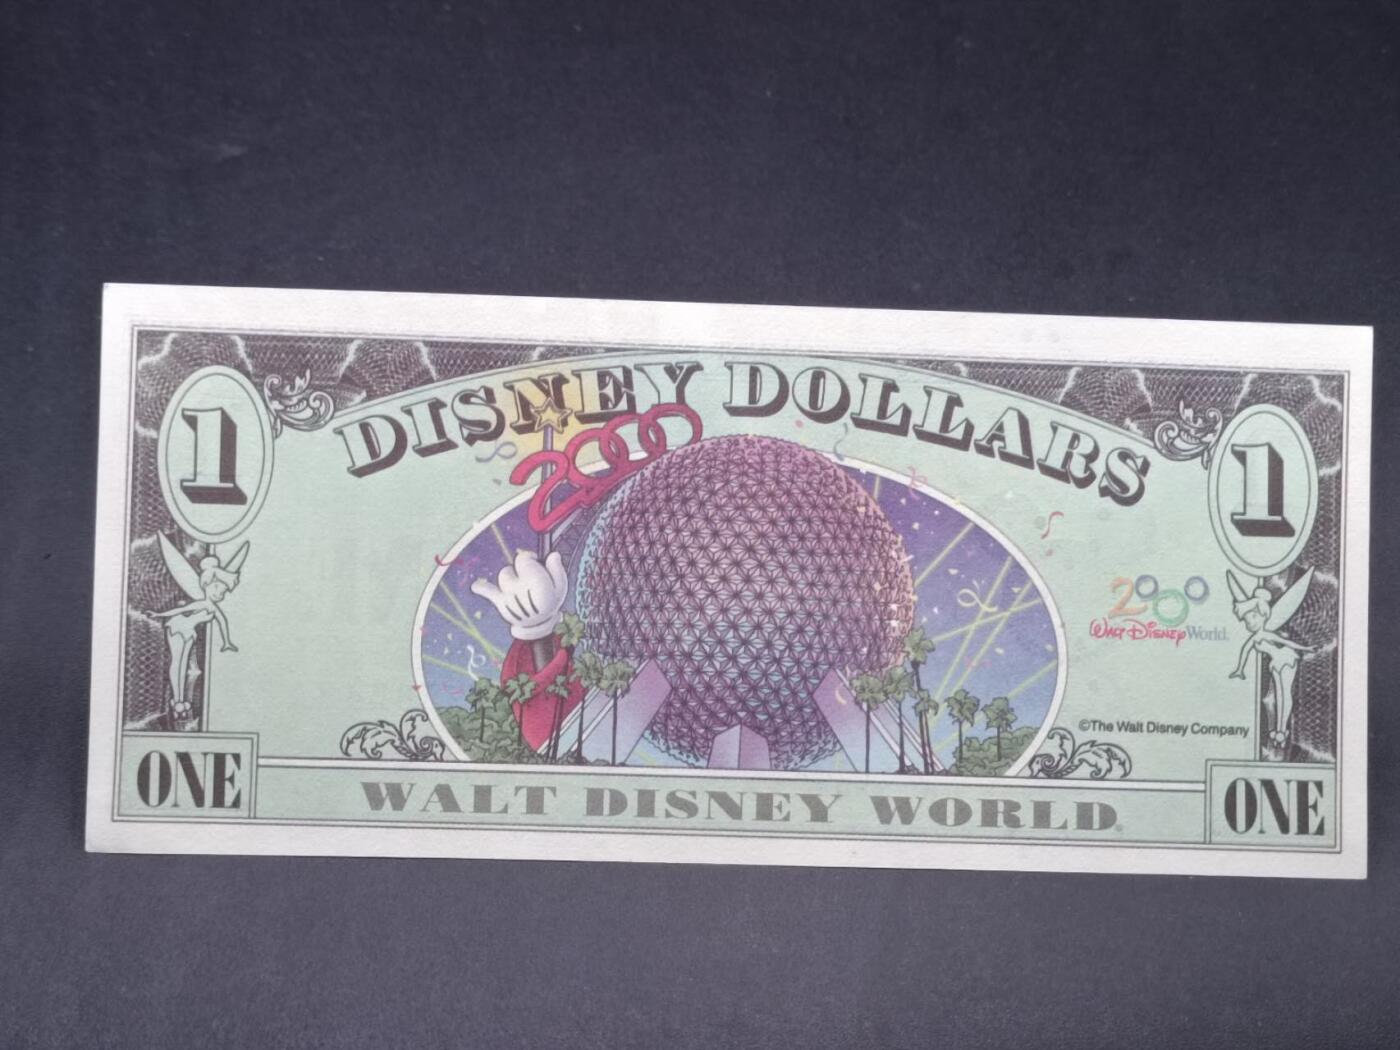 1 DISNEY DOLLARS 1
2000
2000
Walt Disney World.
©The Walt Disney Company
ONE WALT DISNEY WORLD. ONE